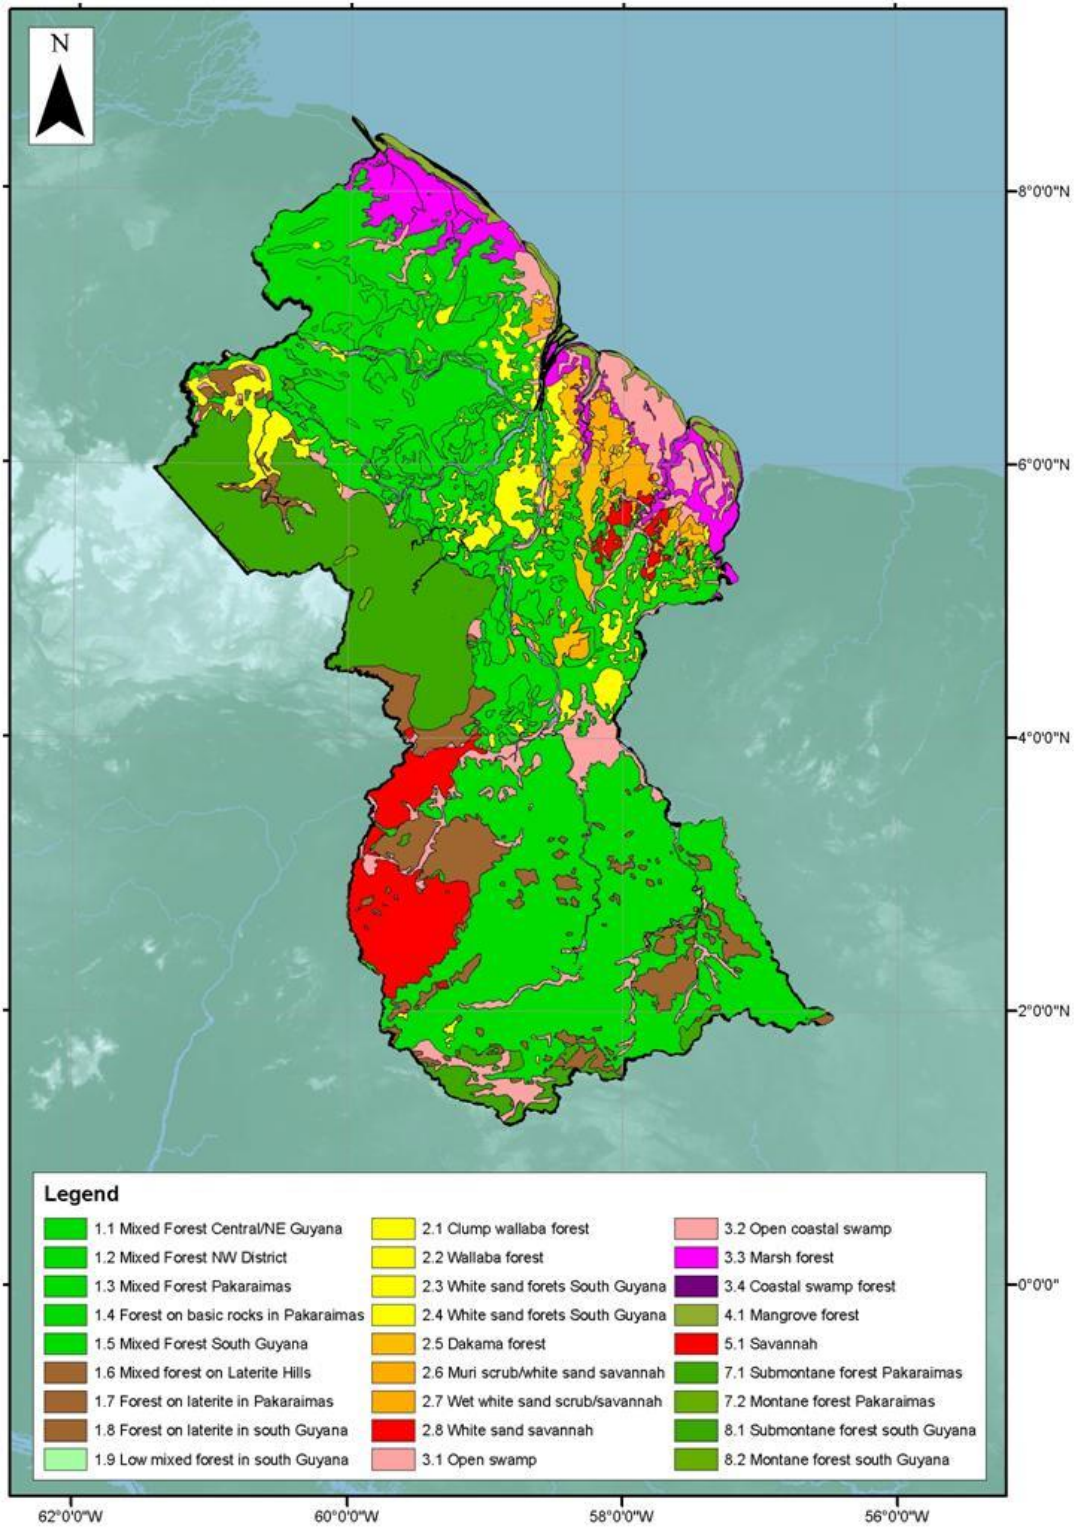 N
8°0'0"N
6°0'0"N
4°0'0"N
2°0'0"N
0°0'0"
Legend
1.1 Mixed Forest Central/NE Guyana
1.2 Mixed Forest NW District
1.3 Mixed Forest Pakaraimas
1.4 Forest on basic rocks in Pakaraimas
1.5 Mixed Forest South Guyana
1.6 Mixed forest on Laterite Hills
1.7 Forest on laterite in Pakaraimas
1.8 Forest on laterite in south Guyana
1.9 Low mixed forest in south Guyana
2.1 Clump wallaba forest
2.2 Wallaba forest
2.3 White sand forets South Guyana
2.4 White sand forets South Guyana
2.5 Dakama forest
2.6 Muri scrub/white sand savannah
2.7 Wet white sand scrub/savannah
2.8 White sand savannah
3.1 Open swamp
3.2 Open coastal swamp
3.3 Marsh forest
3.4 Coastal swamp forest
4.1 Mangrove forest
5.1 Savannah
7.1 Submontane forest Pakaraimas
7.2 Montane forest Pakaraimas
8.1 Submontane forest south Guyana
8.2 Montane forest south Guyana
62°0'0"W
60°0'0"W
58°0'0"W
56°0'0"W